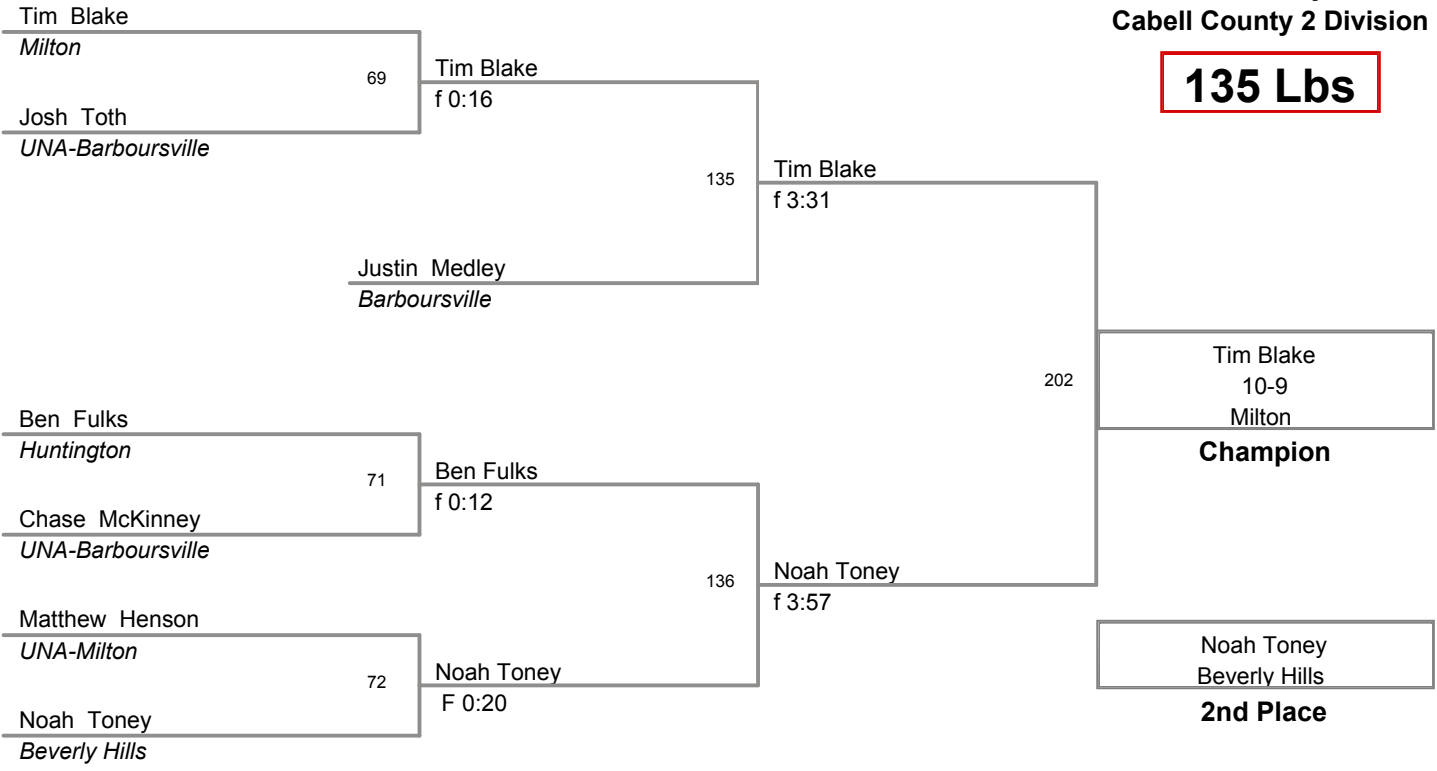 Cabell County 2 Division
135 Lbs
Tim Blake
Milton
69
Tim Blake
f 0:16
Josh Toth
UNA-Barboursville
135
Tim Blake
f 3:31
Justin Medley
Barboursville
202
Tim Blake
10-9
Milton
Champion
Ben Fulks
Huntington
71
Ben Fulks
f 0:12
Chase McKinney
UNA-Barboursville
136
Noah Toney
f 3:57
Matthew Henson
UNA-Milton
72
Noah Toney
F 0:20
Noah Toney
Beverly Hills
Noah Toney
Beverly Hills
2nd Place